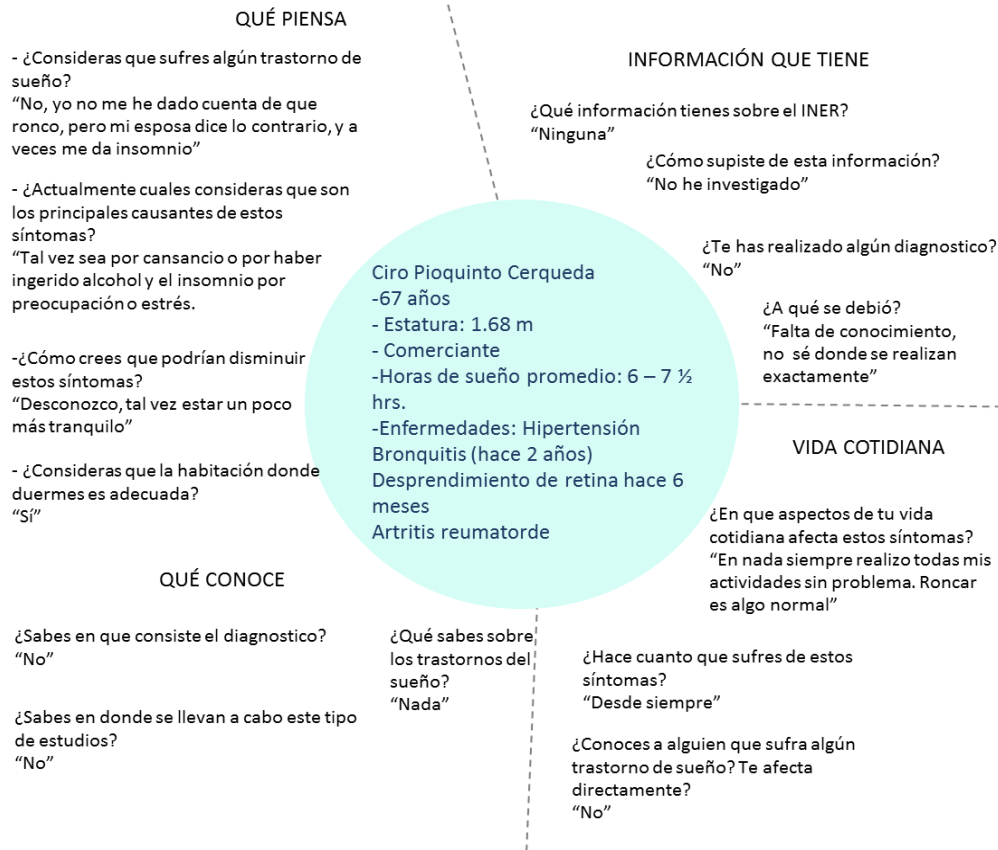 QUÉ PIENSA
- ¿Consideras que sufres algún trastorno de
sueño?
“No, yo no me he dado cuenta de que
ronco, pero mi esposa dice lo contrario, y a
veces me da insomnio”
- ¿Actualmente cuales consideras que son
los principales causantes de estos
síntomas?
“Tal vez sea por cansancio o por haber
ingerido alcohol y el insomnio por
preocupación o estrés.
-¿Cómo crees que podrían disminuir
estos síntomas?
“Desconozco, tal vez estar un poco
más tranquilo”
- ¿Consideras que la habitación donde
duermes es adecuada?
“Sí”
INFORMACIÓN QUE TIENE
¿Qué información tienes sobre el INER?
“Ninguna”
¿Cómo supiste de esta información?
“No he investigado”
¿Te has realizado algún diagnostico?
“No”
¿A qué se debió?
“Falta de conocimiento,
no sé donde se realizan
exactamente”
Ciro Pioquinto Cerqueda
-67 años
- Estatura: 1.68 m
- Comerciante
-Horas de sueño promedio: 6 – 7 ½
hrs.
-Enfermedades: Hipertensión
Bronquitis (hace 2 años)
Desprendimiento de retina hace 6
meses
Artritis reumatorde
VIDA COTIDIANA
¿En que aspectos de tu vida
cotidiana afecta estos síntomas?
“En nada siempre realizo todas mis
actividades sin problema. Roncar
es algo normal”
¿Hace cuanto que sufres de estos
síntomas?
“Desde siempre”
¿Conoces a alguien que sufra algún
trastorno de sueño? Te afecta
directamente?
“No”
QUÉ CONOCE
¿Sabes en que consiste el diagnostico?
“No”
¿Sabes en donde se llevan a cabo este tipo
de estudios?
“No”
¿Qué sabes sobre
los trastornos del
sueño?
“Nada”